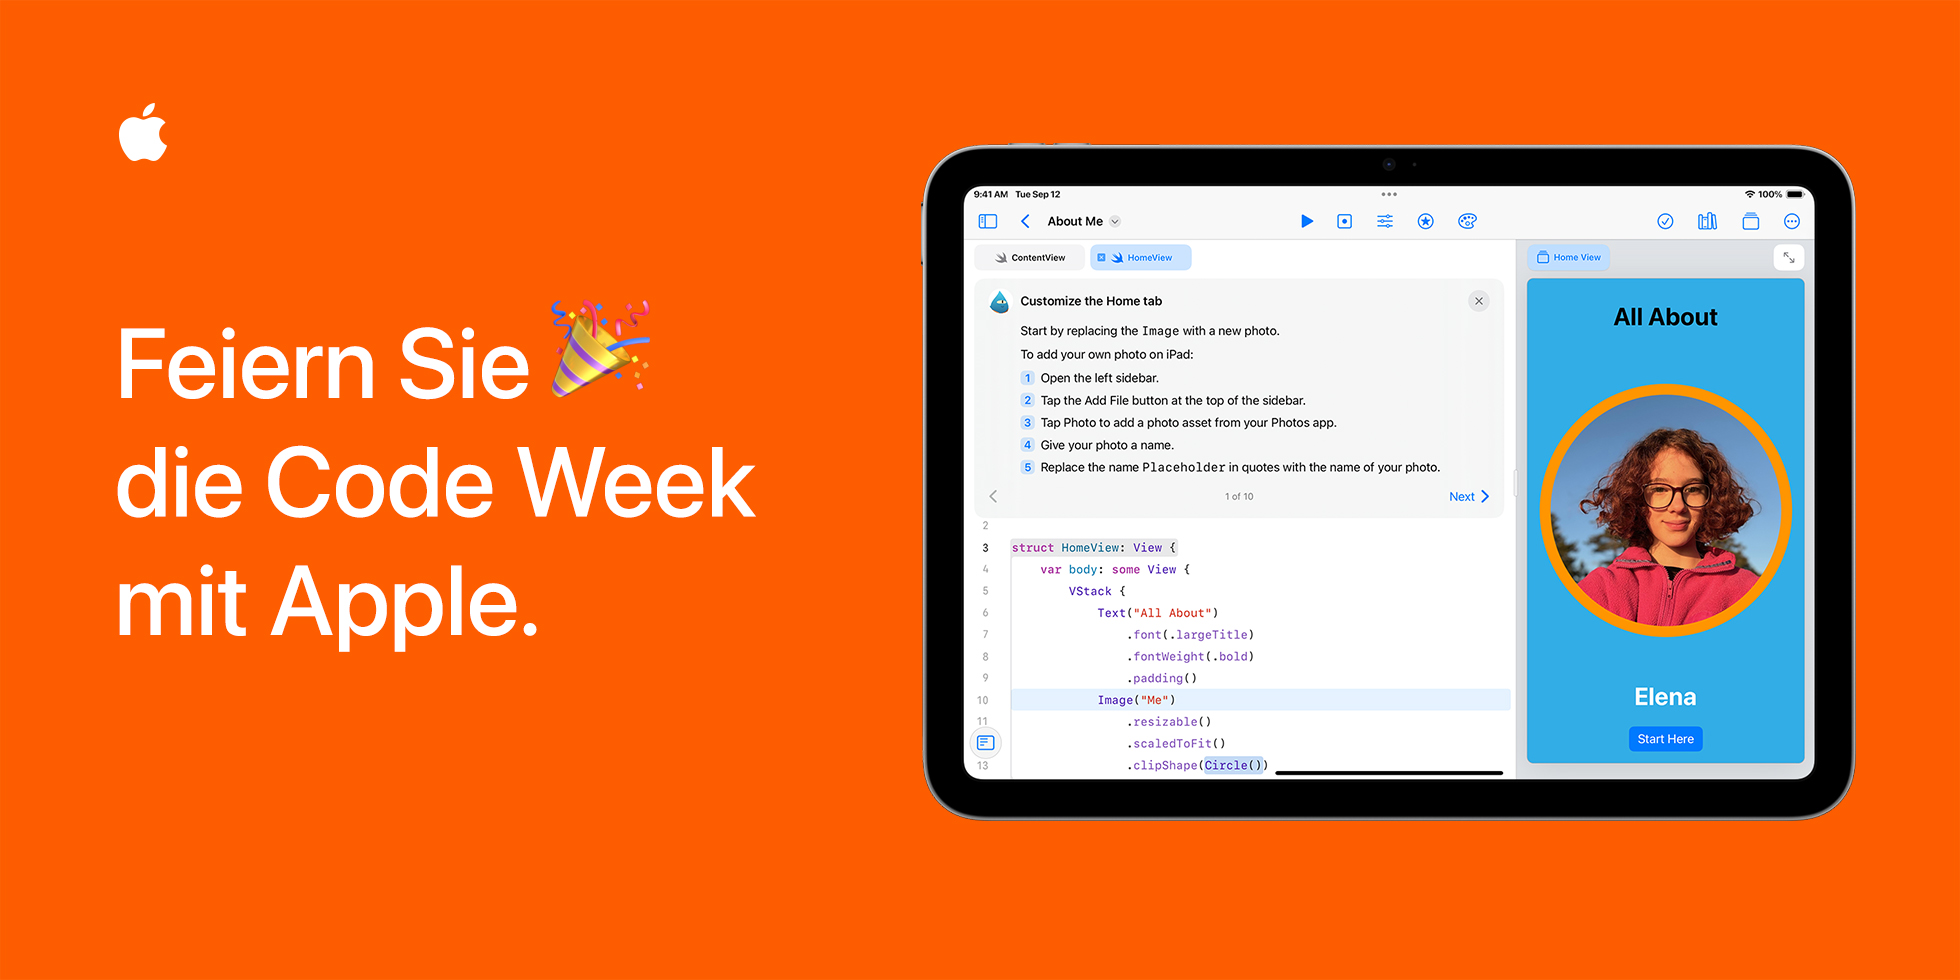 Feiern Sie 🎉
die Code Week
mit Apple.
9:41 AM Tue Sep 12
100%
About Me
ContentView
HomeView
Customize the Home tab
Start by replacing the Image with a new photo.
To add your own photo on iPad:
1 Open the left sidebar.
2 Tap the Add File button at the top of the sidebar.
3 Tap Photo to add a photo asset from your Photos app.
4 Give your photo a name.
5 Replace the name Placeholder in quotes with the name of your photo.
1 of 10
Next
2
3 struct HomeView: View {
4 var body: some View {
5 VStack {
6 Text("All About")
7 .font(.largeTitle)
8 .fontWeight(.bold)
9 .padding()
10 Image("Me")
11 .resizable()
.scaledToFit()
13 .clipShape(Circle())
Home View
All About
Elena
Start Here